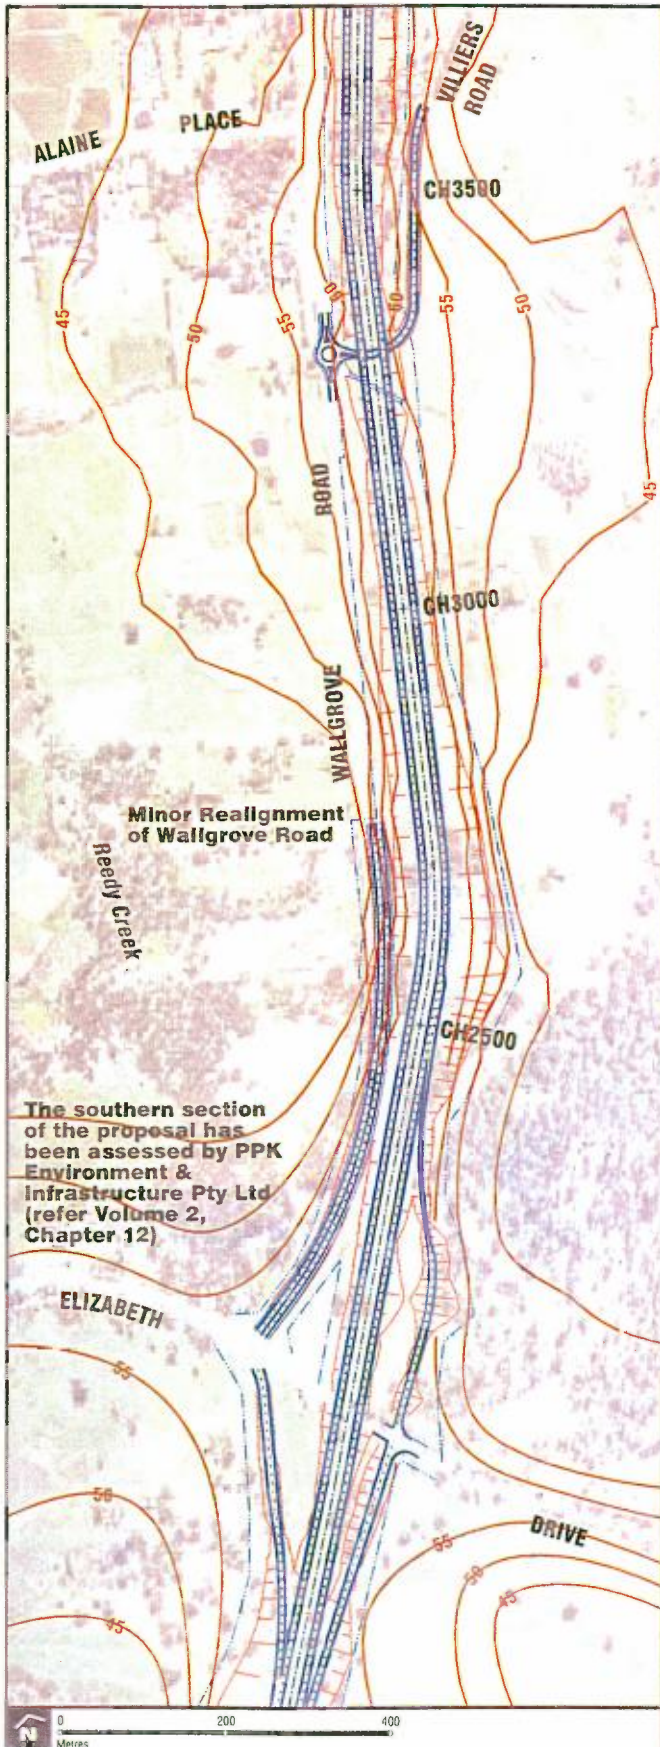 VILLIERS
ROAD
ALAINE PLACE
CH3500
60
60
55
50
45
50
55
45
ROAD
CH3000
WALLGROVE
Minor Realignment
of Wallgrove Road
Reedy Creek
CH2500
The southern section
of the proposal has
been assessed by PPK
Environment &
Infrastructure Pty Ltd
(refer Volume 2,
Chapter 12)
ELIZABETH
55
50
DRIVE
55
50
45
45
N
0 200 400
Metres